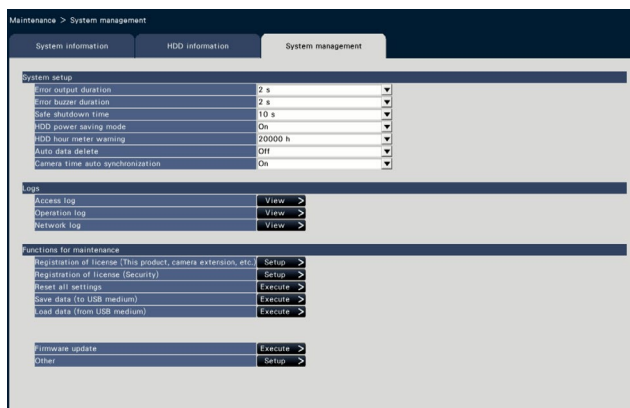 Maintenance > System management
System information HDD information System management
System setup
Error output duration 2 s
Error buzzer duration 2 s
Safe shutdown time 10 s
HDD power saving mode On
HDD hour meter warning 20000 h
Auto data delete Off
Camera time auto synchronization On
Logs
Access log View >
Operation log View >
Network log View >
Functions for maintenance
Registration of license (This product, camera extension, etc.) Setup >
Registration of license (Security) Setup >
Reset all settings Execute >
Save data (to USB medium) Execute >
Load data (from USB medium) Execute >
Firmware update Execute >
Other Setup >